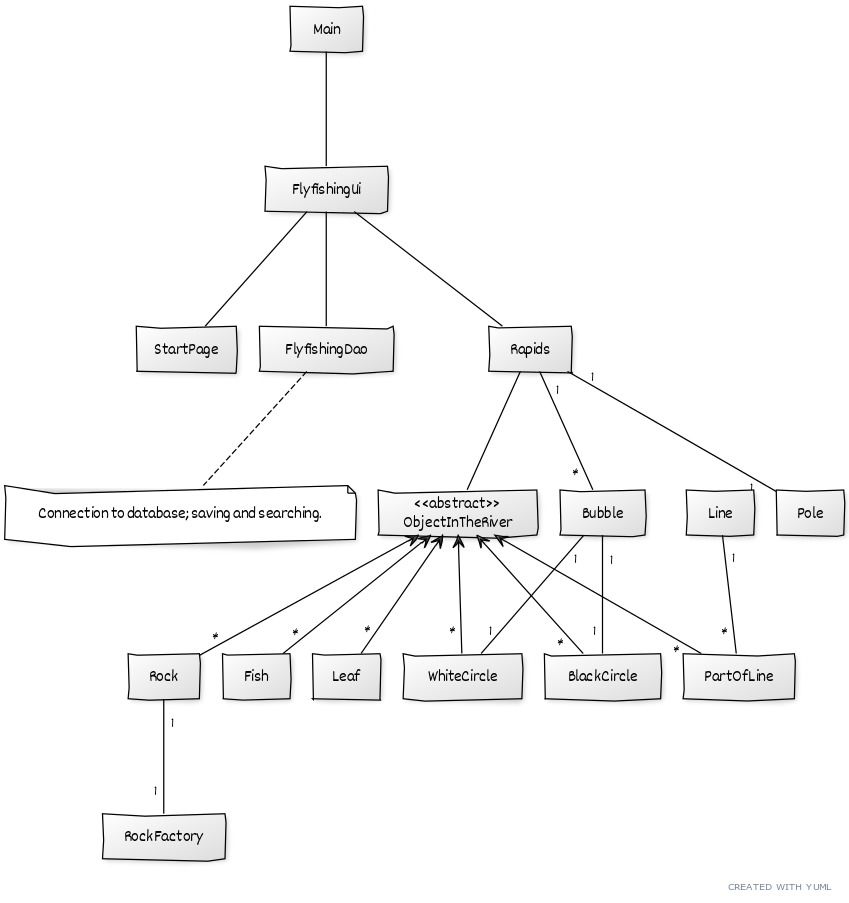 Main
FlyfishingUi
StartPage
FlyfishingDao
Rapids
1
1
*
1
Connection to database; saving and searching.
<<abstract>>
ObjectInTheRiver
Bubble
Line
Pole
1
1
1
*
*
*
*
1
*
1
*
*
Rock
Fish
Leaf
WhiteCircle
BlackCircle
PartOfLine
1
1
RockFactory
CREATED WITH YUML